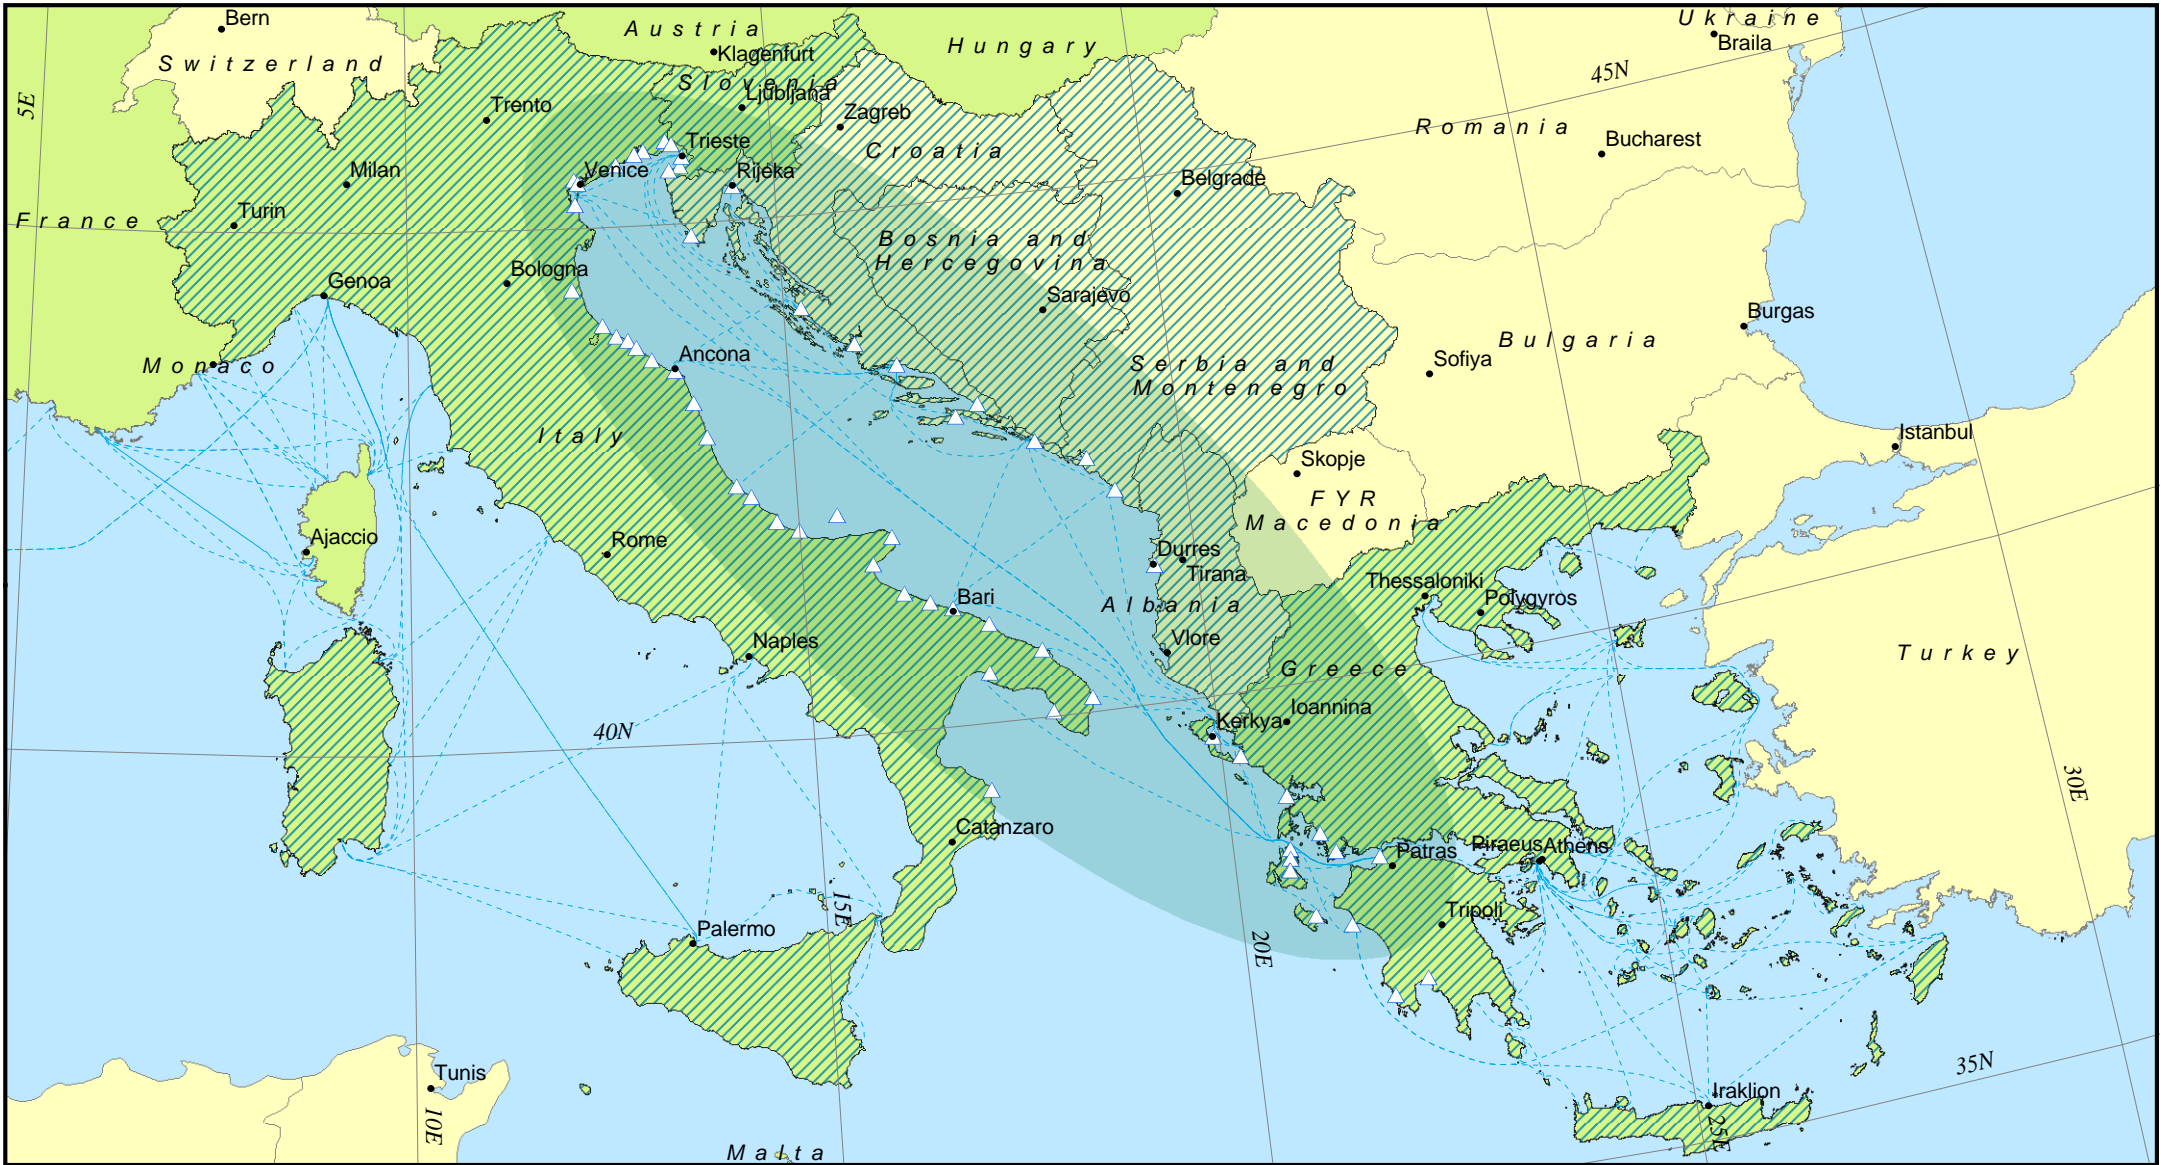 Bern
Austria
Ukraine
Braila
Switzerland
Klagenfurt
Hungary
45N
5E
Slovenia
Ljubljana
Trento
Zagreb
Romania
Bucharest
Trieste
Croatia
Milan
Venice
Rijeka
Belgrade
France
Turin
Bosnia and
Hercegovina
Bologna
Genoa
Sarajevo
Burgas
Monaco
Ancona
Serbia and
Montenegro
Sofiya
Bulgaria
Italy
Istanbul
Skopje
FYR
Macedonia
Ajaccio
Rome
Durres
Tirana
Thessaloniki
Polygyros
Bari
Albania
Naples
Vlore
Greece
Turkey
40N
Kerkya
Ioannina
30E
Catanzaro
Patras
Piraeus
Athens
15E
Palermo
20E
Tripoli
Tunis
35N
10E
Iraklion
25E
Malta